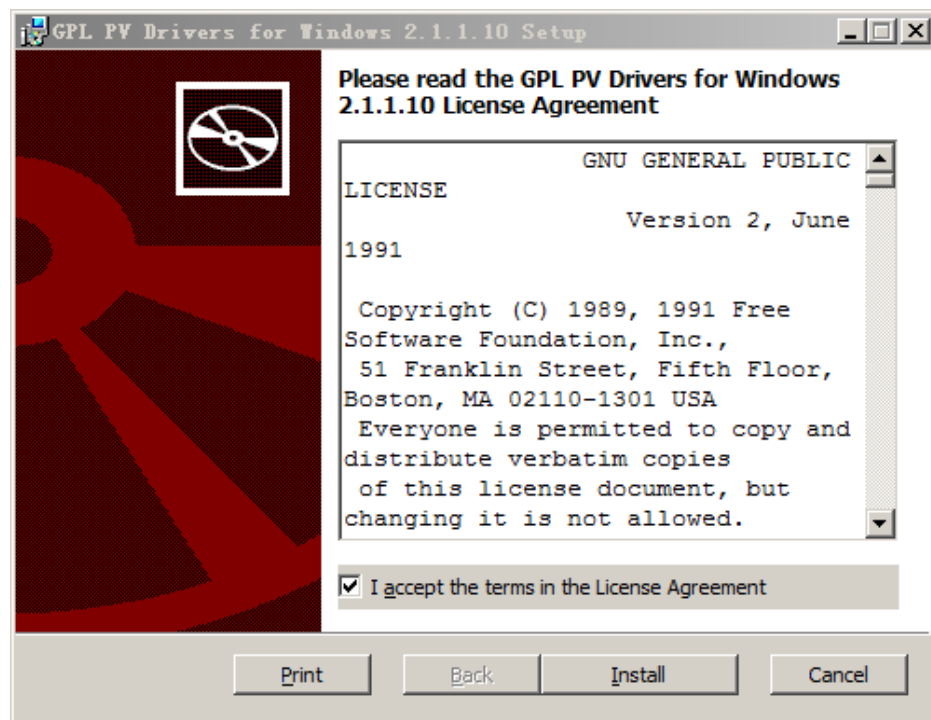 GPL PV Drivers for Windows 2.1.1.10 Setup
Please read the GPL PV Drivers for Windows
2.1.1.10 License Agreement
GNU GENERAL PUBLIC
LICENSE
Version 2, June
1991
Copyright (C) 1989, 1991 Free
Software Foundation, Inc.,
51 Franklin Street, Fifth Floor,
Boston, MA 02110-1301 USA
Everyone is permitted to copy and
distribute verbatim copies
of this license document, but
changing it is not allowed.
I accept the terms in the License Agreement
Print Back Install Cancel